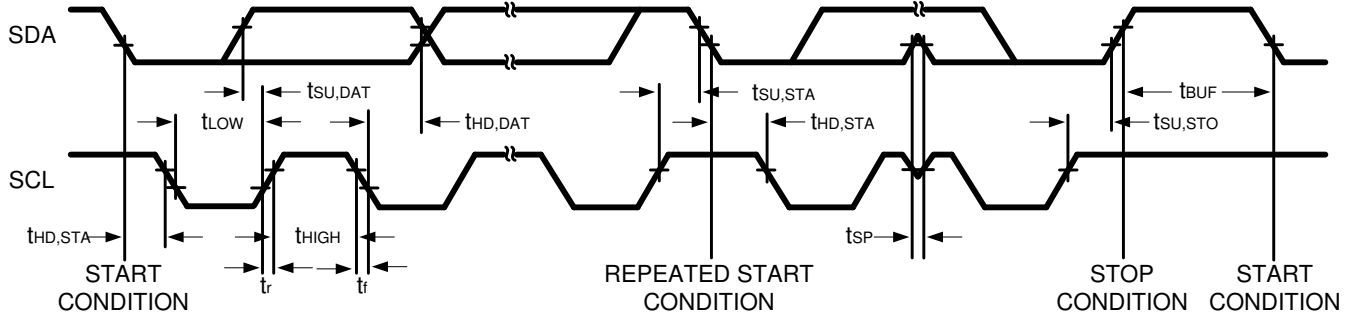 SDA
tSU,DAT
tLOW
tHD,DAT
tSU,STA
tHD,STA
tBUF
tSU,STO
SCL
tHD,STA
tHIGH
tSP
tr
tf
START
CONDITION
REPEATED START
CONDITION
STOP
CONDITION
START
CONDITION